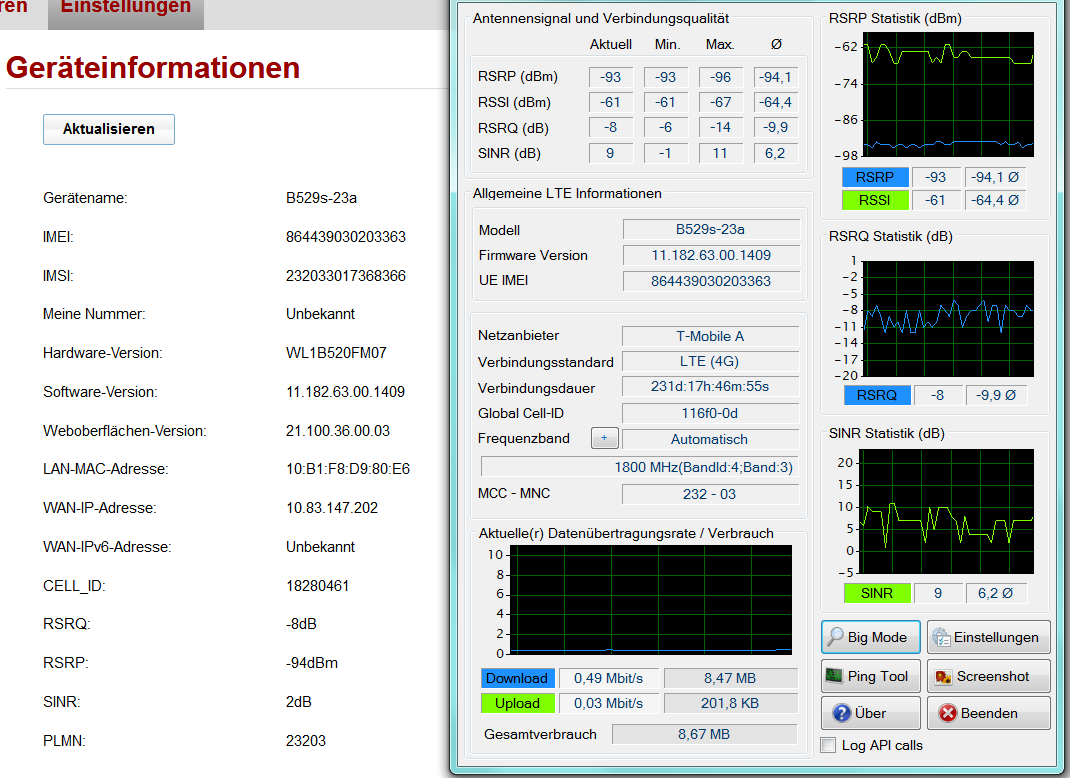 ren Einstellungen
Geräteinformationen
Aktualisieren
Gerätename: B529s-23a
IMEI: 864439030203363
IMSI: 232033017368366
Meine Nummer: Unbekannt
Hardware-Version: WL1B520FM07
Software-Version: 11.182.63.00.1409
Weboberflächen-Version: 21.100.36.00.03
LAN-MAC-Adresse: 10:B1:F8:D9:80:E6
WAN-IP-Adresse: 10.83.147.202
WAN-IPv6-Adresse: Unbekannt
CELL_ID: 18280461
RSRQ: -8dB
RSRP: -94dBm
SINR: 2dB
PLMN: 23203
Antennensignal und Verbindungsqualität
Aktuell Min. Max. Ø
RSRP (dBm) -93 -93 -96 -94,1
RSSI (dBm) -61 -61 -67 -64,4
RSRQ (dB) -8 -6 -14 -9,9
SINR (dB) 9 -1 11 6,2
Allgemeine LTE Informationen
Modell B529s-23a
Firmware Version 11.182.63.00.1409
UE IMEI 864439030203363
Netzanbieter T-Mobile A
Verbindungsstandard LTE (4G)
Verbindungsdauer 231d:17h:46m:55s
Global Cell-ID 116f0-0d
Frequenzband + Automatisch
1800 MHz(BandId:4;Band:3)
MCC - MNC 232 - 03
Aktuelle(r) Datenübertragungsrate / Verbrauch
10
8
6
4
2
0
Download 0,49 Mbit/s 8,47 MB
Upload 0,03 Mbit/s 201,8 KB
Gesamtverbrauch 8,67 MB
RSRP Statistik (dBm)
-62
-74
-86
-98
RSRP -93 -94,1 Ø
RSSI -61 -64,4 Ø
RSRQ Statistik (dB)
1
-2
-5
-8
-11
-14
-17
-20
RSRQ -8 -9,9 Ø
SINR Statistik (dB)
20
15
10
5
0
-5
SINR 9 6,2 Ø
Big Mode Einstellungen
Ping Tool Screenshot
? Über Beenden
Log API calls